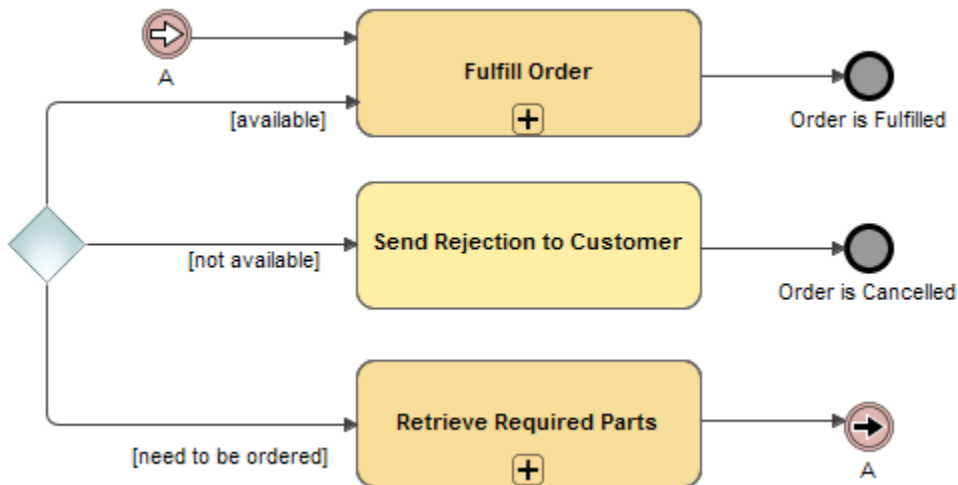 A
Fulfill Order
[available]
Order is Fulfilled
Send Rejection to Customer
[not available]
Order is Cancelled
Retrieve Required Parts
[need to be ordered]
A